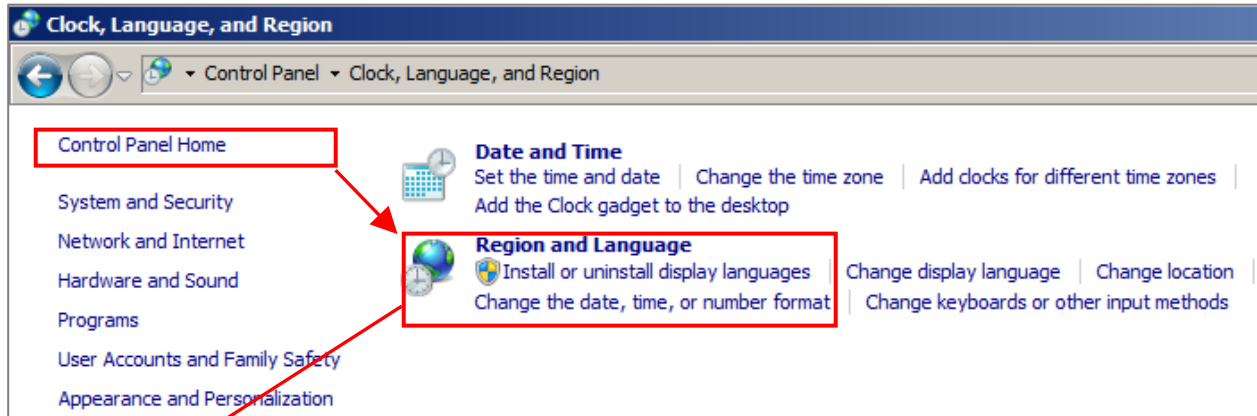 Clock, Language, and Region
Control Panel Clock, Language, and Region
Control Panel Home
System and Security
Network and Internet
Hardware and Sound
Programs
User Accounts and Family Safety
Appearance and Personalization
Date and Time
Set the time and date Change the time zone Add clocks for different time zones
Add the Clock gadget to the desktop
Region and Language
Install or uninstall display languages Change display language Change location
Change the date, time, or number format Change keyboards or other input methods